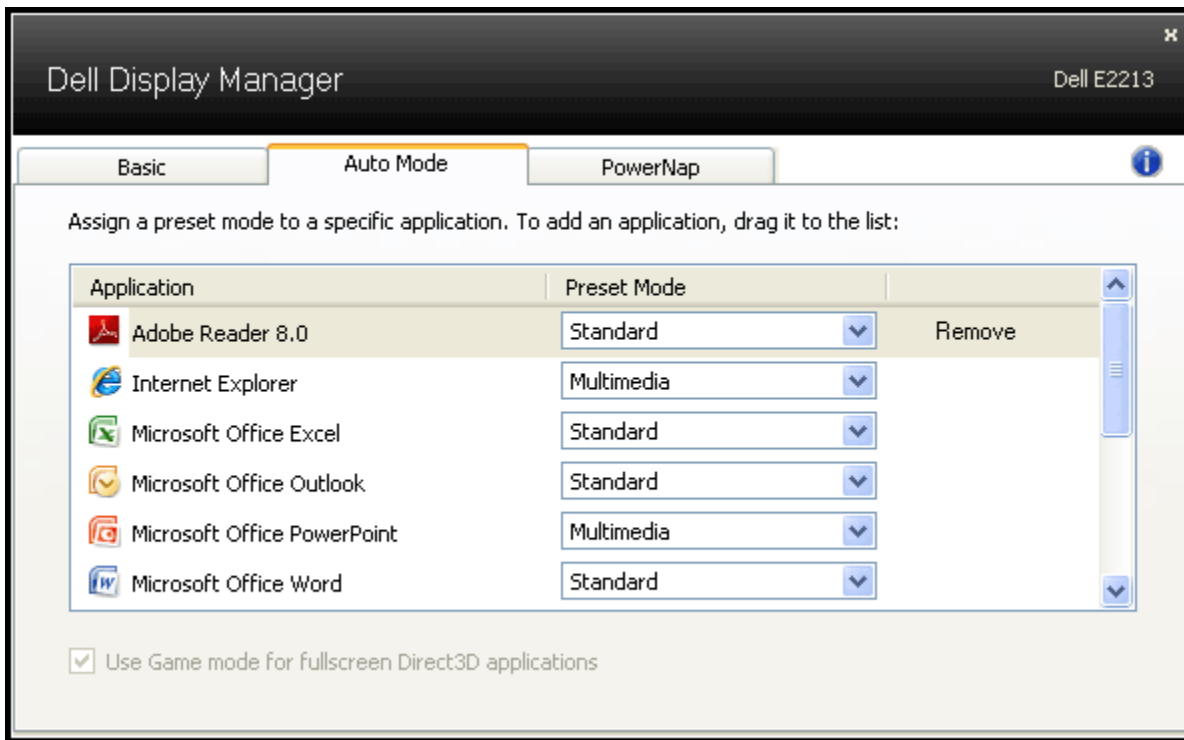 Dell Display Manager
Dell E2213
Basic
Auto Mode
PowerNap
Assign a preset mode to a specific application. To add an application, drag it to the list:
Application Preset Mode
Adobe Reader 8.0 Standard Remove
Internet Explorer Multimedia
Microsoft Office Excel Standard
Microsoft Office Outlook Standard
Microsoft Office PowerPoint Multimedia
Microsoft Office Word Standard
Use Game mode for fullscreen Direct3D applications